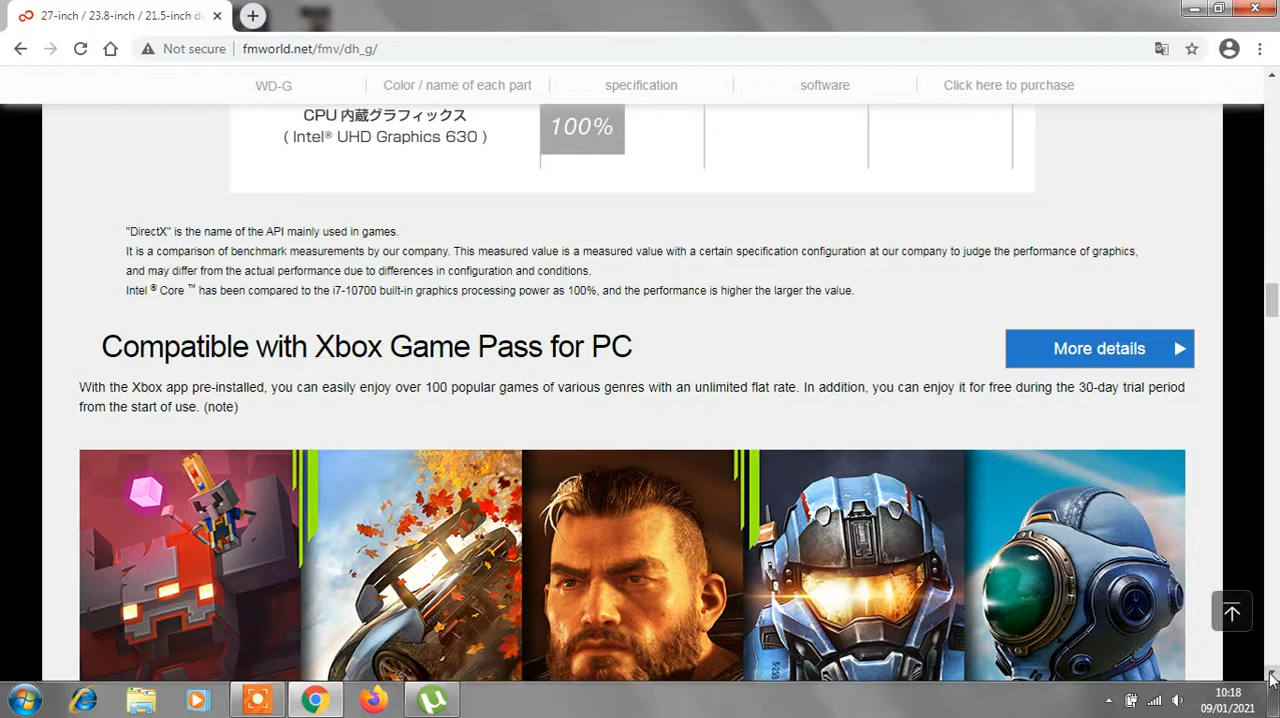 27-inch / 23.8-inch / 21.5-inch de
Not secure
fmworld.net/fmv/dh_g/
WD-G
Color / name of each part
specification
software
Click here to purchase
CPU 内蔵グラフィックス
( Intel® UHD Graphics 630 )
100%
"DirectX" is the name of the API mainly used in games.
It is a comparison of benchmark measurements by our company. This measured value is a measured value with a certain specification configuration at our company to judge the performance of graphics,
and may differ from the actual performance due to differences in configuration and conditions.
Intel ® Core ™ has been compared to the i7-10700 built-in graphics processing power as 100%, and the performance is higher the larger the value.
Compatible with Xbox Game Pass for PC
More details
With the Xbox app pre-installed, you can easily enjoy over 100 popular games of various genres with an unlimited flat rate. In addition, you can enjoy it for free during the 30-day trial period
from the start of use. (note)
10:18
09/01/2021